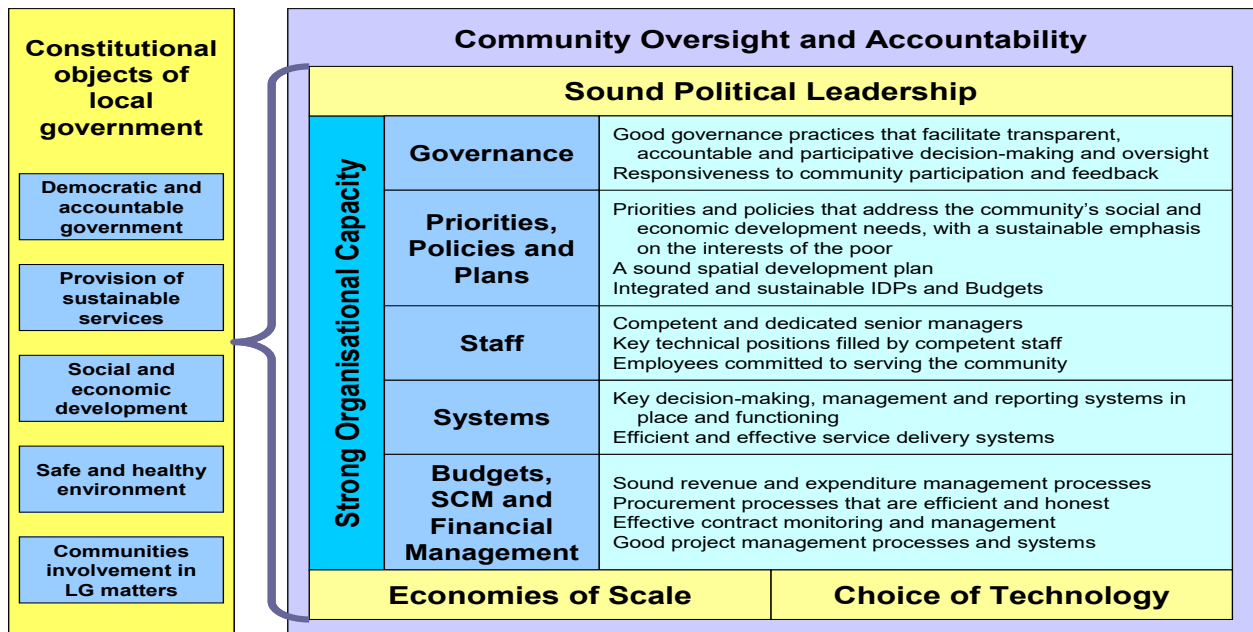 Constitutional
objects of
local
government
Democratic and
accountable
government
Provision of
sustainable
services
Social and
economic
development
Safe and healthy
environment
Communities
involvement in
LG matters
Community Oversight and Accountability
Sound Political Leadership
Strong Organisational Capacity
Governance
Good governance practices that facilitate transparent,
accountable and participative decision-making and oversight
Responsiveness to community participation and feedback
Priorities,
Policies and
Plans
Priorities and policies that address the community's social and
economic development needs, with a sustainable emphasis
on the interests of the poor
A sound spatial development plan
Integrated and sustainable IDPs and Budgets
Staff
Competent and dedicated senior managers
Key technical positions filled by competent staff
Employees committed to serving the community
Systems
Key decision-making, management and reporting systems in
place and functioning
Efficient and effective service delivery systems
Budgets,
SCM and
Financial
Management
Sound revenue and expenditure management processes
Procurement processes that are efficient and honest
Effective contract monitoring and management
Good project management processes and systems
Economies of Scale
Choice of Technology